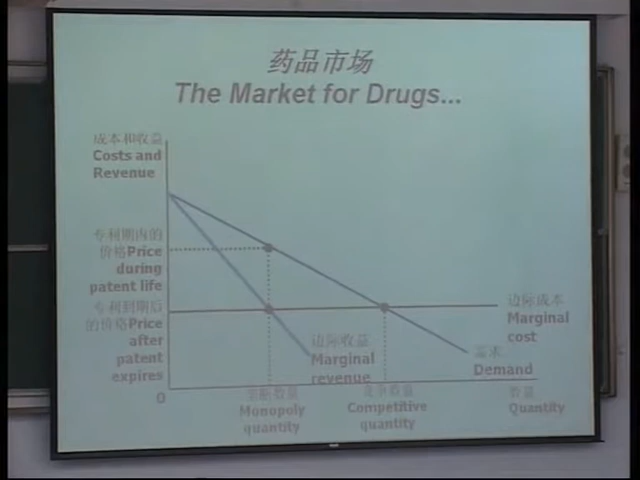 药品市场
The Market for Drugs...
成本和收益
Costs and
Revenue
专利期内的
价格Price
during
patent life
专利到期后
的价格Price
after
patent
expires
0
边际收益
Marginal
revenue
边际成本
Marginal
cost
需求
Demand
垄断数量
Monopoly
quantity
竞争数量
Competitive
quantity
数量
Quantity